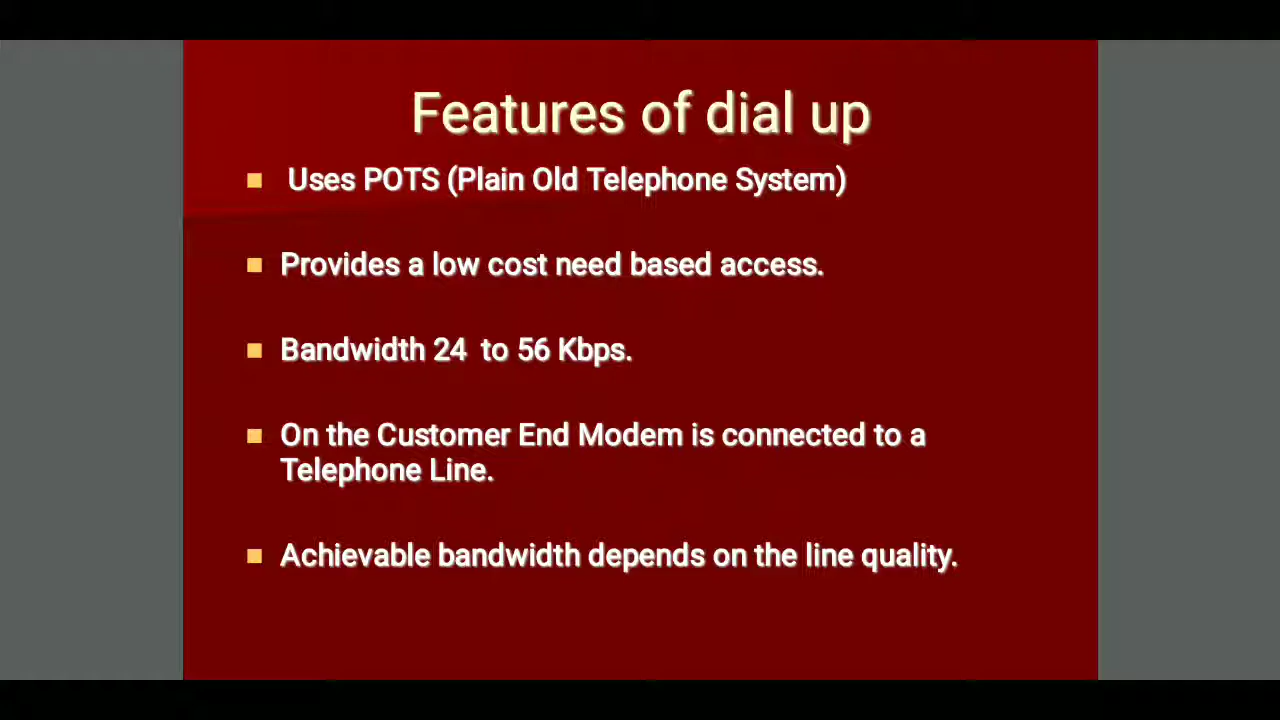 Features of dial up
Uses POTS (Plain Old Telephone System)
Provides a low cost need based access.
Bandwidth 24 to 56 Kbps.
On the Customer End Modem is connected to a
Telephone Line.
Achievable bandwidth depends on the line quality.